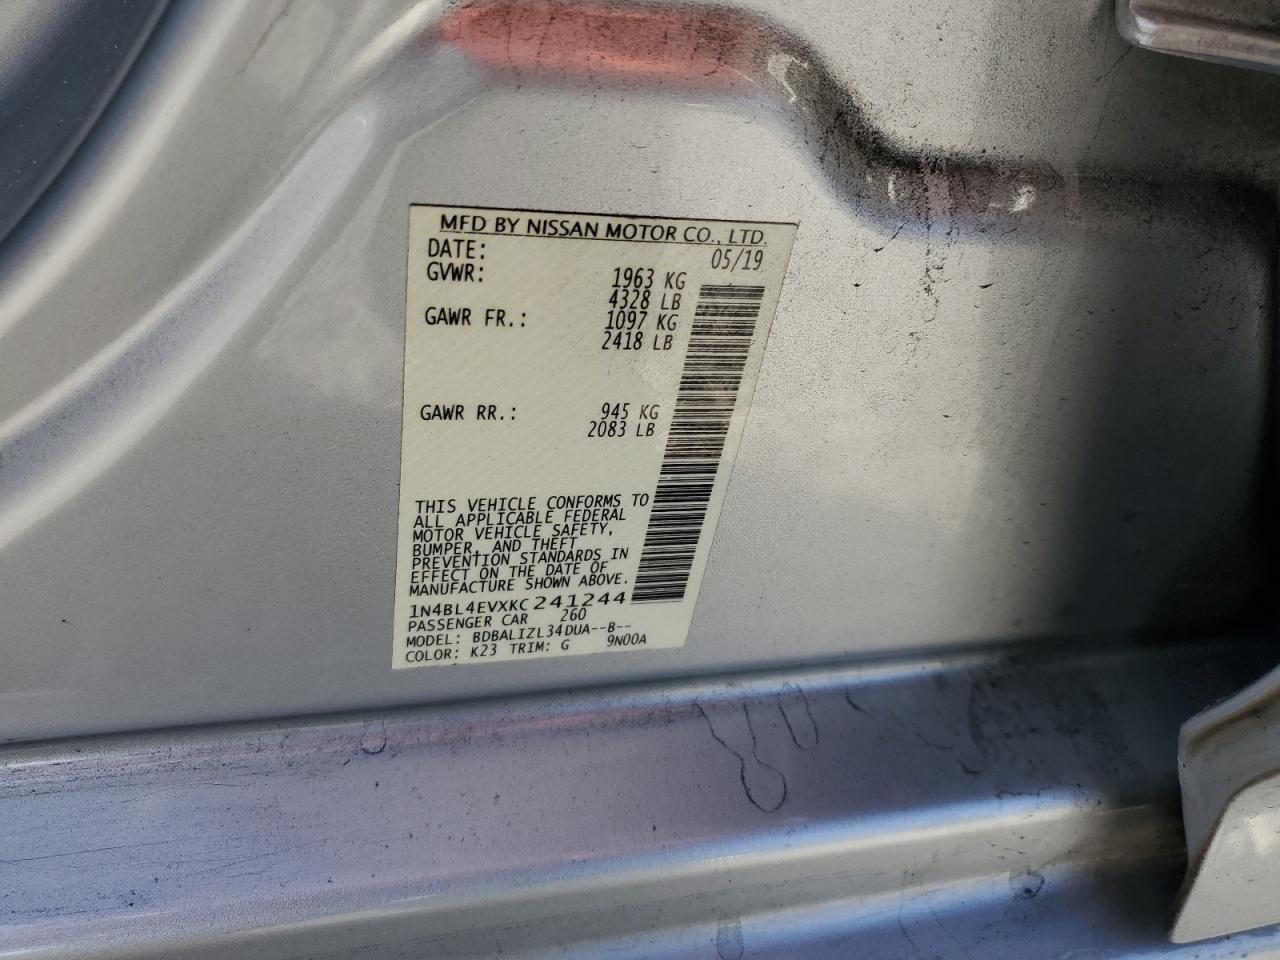 MFD BY NISSAN MOTOR CO., LTD.
DATE: 05/19
GVWR: 1963 KG
4328 LB
GAWR FR.: 1097 KG
2418 LB
GAWR RR.: 945 KG
2083 LB
THIS VEHICLE CONFORMS TO
ALL APPLICABLE FEDERAL
MOTOR VEHICLE SAFETY,
BUMPER, AND THEFT
PREVENTION STANDARDS IN
EFFECT ON THE DATE OF
MANUFACTURE SHOWN ABOVE.
1N4BL4EVXKC241244
PASSENGER CAR 260
MODEL: BDBALIZL34DUA--B--
COLOR: K23 TRIM: G 9N00A